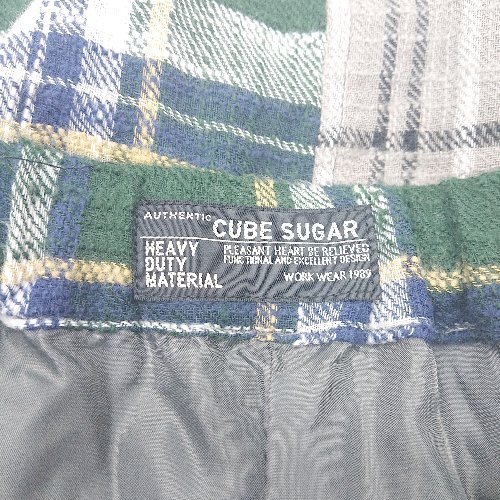 AUTHENTIC CUBE SUGAR
HEAVY DUTY MATERIAL
PLEASANT HEART BE RELIEVED
FUNCTIONAL AND EXCELLENT DESIGN
WORK WEAR 1989